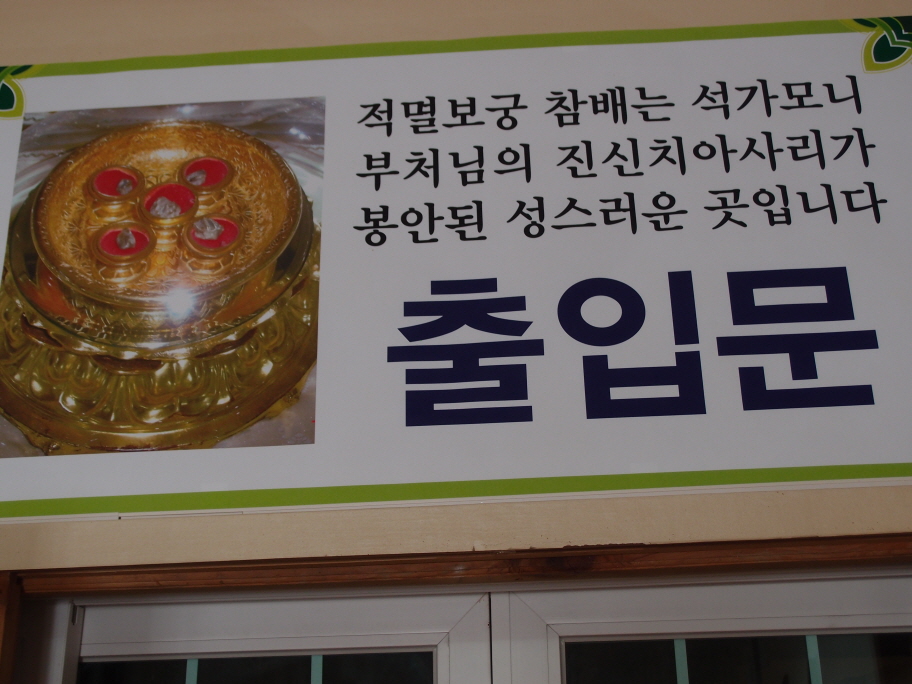 적멸보궁 참배는 석가모니
부처님의 진신치아사리가
봉안된 성스러운 곳입니다
출입문